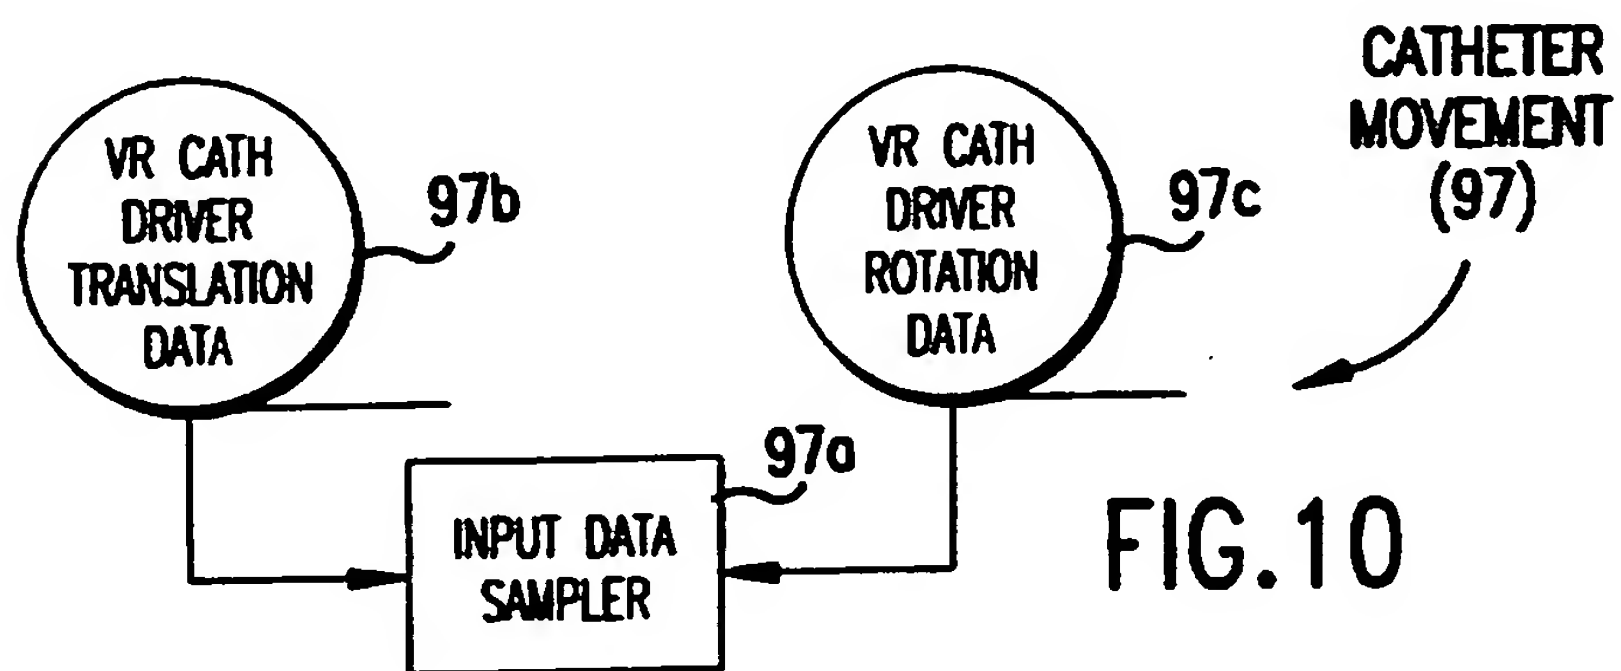 VR CATH
DRIVER
TRANSLATION
DATA
97b
VR CATH
DRIVER
ROTATION
DATA
97c
CATHETER
MOVEMENT
(97)
97a
INPUT DATA
SAMPLER
FIG.10